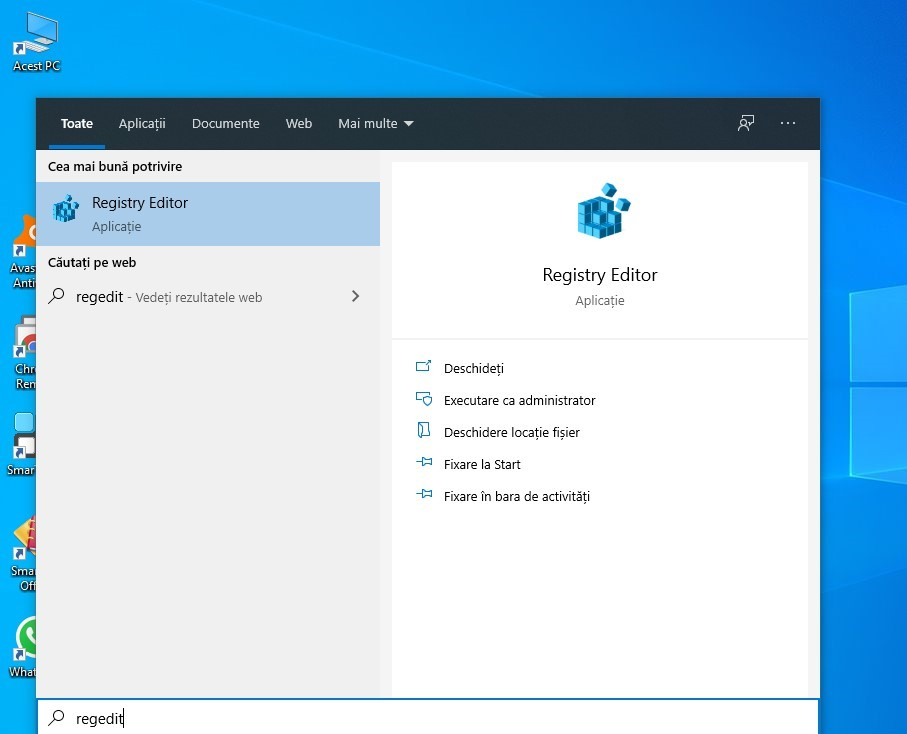 Acest PC
Toate
Aplicații
Documente
Web
Mai multe
Cea mai bună potrivire
Registry Editor
Aplicație
Căutați pe web
regedit - Vedeți rezultatele web
Registry Editor
Aplicație
Deschideți
Executare ca administrator
Deschidere locație fișier
Fixare la Start
Fixare în bara de activități
Avas
Anti
Chr
Rem
Smar
Sma
Off
What
regedit